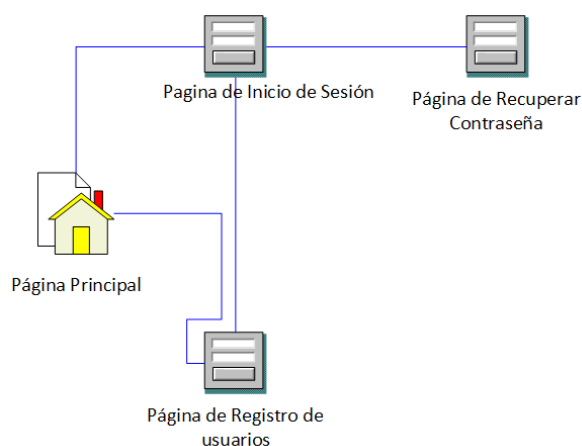 Pagina de Inicio de Sesión
Página de Recuperar
Contraseña
Página Principal
Página de Registro de
usuarios